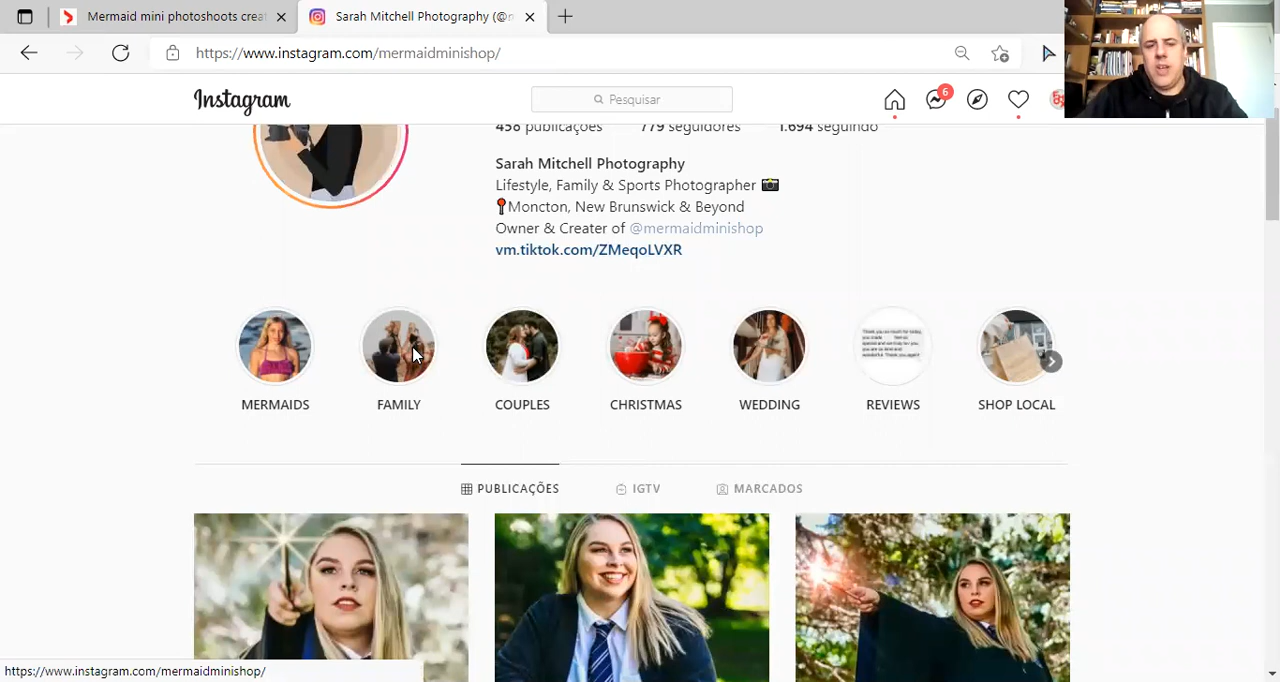 Mermaid mini photoshoots crea
Sarah Mitchell Photography (@
https://www.instagram.com/mermaidminishop/
Instagram
Pesquisar
6
458 publicações 779 seguidores 1.694 seguindo
Sarah Mitchell Photography
Lifestyle, Family & Sports Photographer 📸
📍Moncton, New Brunswick & Beyond
Owner & Creater of @mermaidminishop
vm.tiktok.com/ZMeqoLVXR
MERMAIDS FAMILY COUPLES CHRISTMAS WEDDING REVIEWS SHOP LOCAL
PUBLICAÇÕES IGTV MARCADOS
https://www.instagram.com/mermaidminishop/